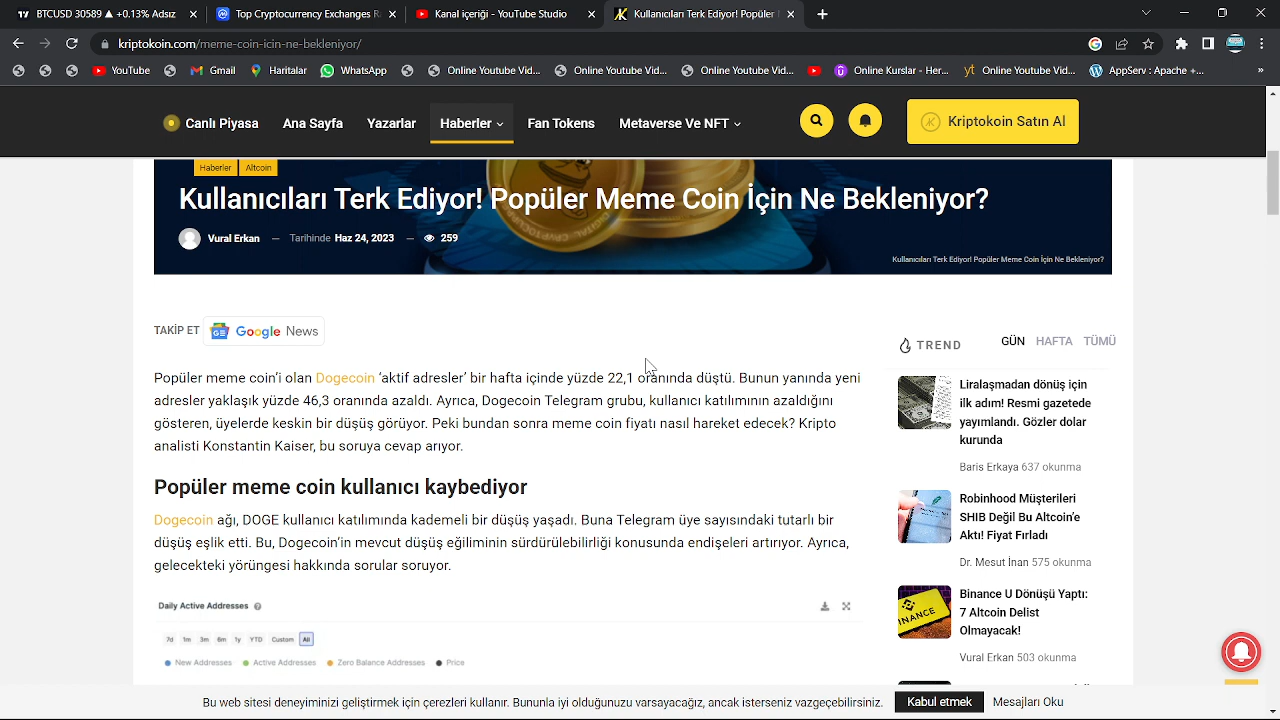 BTCUSD 30589 ▲ +0.13% Adsız
Top Cryptocurrency Exchanges R
Kanal içeriği - YouTube Studio
Kullanıcıları Terk Ediyor! Popüler
kriptokoin.com/meme-coin-icin-ne-bekleniyor/
YouTube
Gmail
Haritalar
WhatsApp
Online Youtube Vid...
Online Youtube Vid...
Online Youtube Vid...
Online Kurslar - Her...
Online Youtube Vid...
AppServ : Apache + ...
Canlı Piyasa
Ana Sayfa
Yazarlar
Haberler
Fan Tokens
Metaverse Ve NFT
Kriptokoin Satın Al
Haberler
Altcoin
Kullanıcıları Terk Ediyor! Popüler Meme Coin İçin Ne Bekleniyor?
Vural Erkan — Tarihinde Haz 24, 2023 — 259
Kullanıcıları Terk Ediyor! Popüler Meme Coin İçin Ne Bekleniyor?
TAKİP ET Google News
Popüler meme coin’i olan Dogecoin ‘aktif adresler’ bir hafta içinde yüzde 22,1 oranında düştü. Bunun yanında yeni
adresler yaklaşık yüzde 46,3 oranında azaldı. Ayrıca, Dogecoin Telegram grubu, kullanıcı katılımının azaldığını
gösteren, üyelerde keskin bir düşüş görüyor. Peki bundan sonra meme coin fiyatı nasıl hareket edecek? Kripto
analisti Konstantin Kaiser, bu soruya cevap arıyor.
Popüler meme coin kullanıcı kaybediyor
Dogecoin ağı, DOGE kullanıcı katılımında kademeli bir düşüş yaşadı. Buna Telegram üye sayısındaki tutarlı bir
düşüş eşlik etti. Bu, Dogecoin’in mevcut düşüş eğiliminin sürdürülebilirliği konusunda endişeleri artırıyor. Ayrıca,
gelecekteki yörüngesi hakkında sorular soruyor.
Daily Active Addresses
7d 1m 3m 6m 1y YTD Custom All
New Addresses Active Addresses Zero Balance Addresses Price
TREND
GÜN HAFTA TÜMÜ
Liralaşmadan dönüş için
ilk adım! Resmi gazetede
yayımlandı. Gözler dolar
kurunda
Baris Erkaya 637 okunma
Robinhood Müşterileri
SHIB Değil Bu Altcoin’e
Aktı! Fiyat Fırladı
Dr. Mesut İnan 575 okunma
Binance U Dönüşü Yaptı:
7 Altcoin Delist
Olmayacak!
Vural Erkan 503 okunma
Bu web sitesi deneyiminizi geliştirmek için çerezleri kullanır. Bununla iyi olduğunuzu varsayacağız, ancak isterseniz vazgeçebilirsiniz.
Kabul etmek
Mesajları Oku